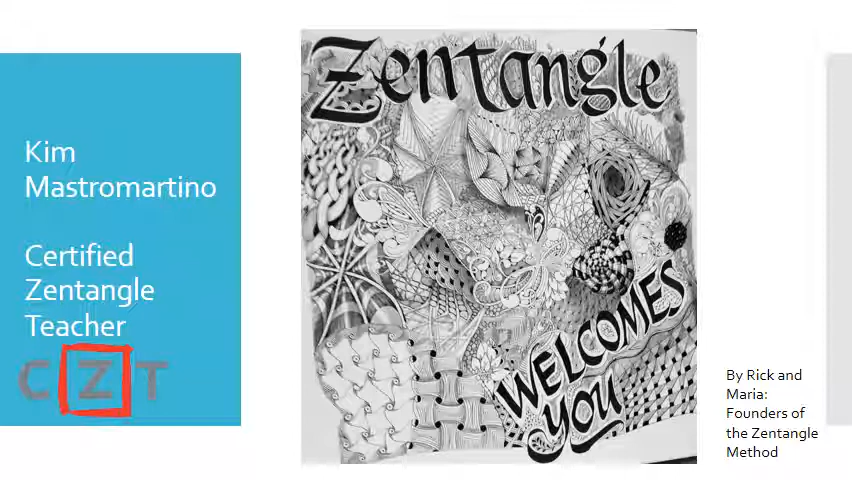 Kim
Mastromartino
Certified
Zentangle
Teacher
CZT
Zentangle
WELCOMES
YOU
By Rick and
Maria:
Founders of
the Zentangle
Method